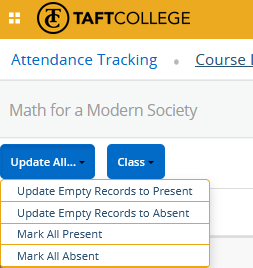 TAFTCOLLEGE
Attendance Tracking • Course
Math for a Modern Society
Update All... Class
Update Empty Records to Present
Update Empty Records to Absent
Mark All Present
Mark All Absent